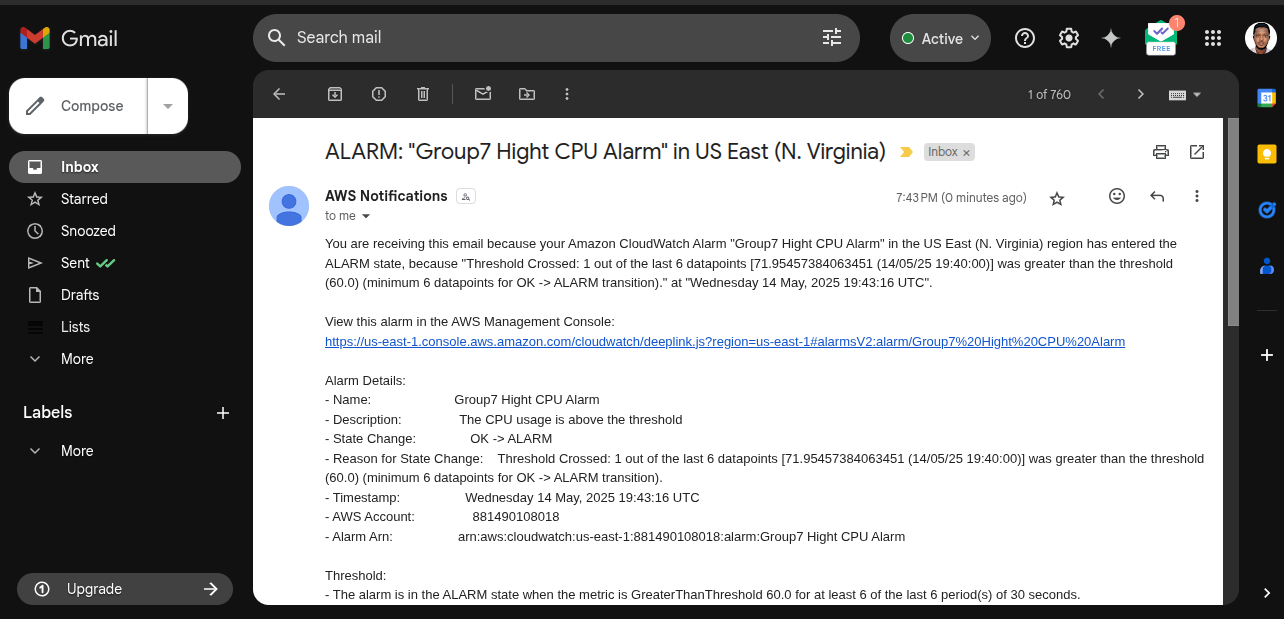 Gmail
Search mail
Active
1
FREE
Compose
1 of 760
Inbox
Starred
Snoozed
Sent
Drafts
Lists
More
Labels
More
Upgrade
ALARM: "Group7 Hight CPU Alarm" in US East (N. Virginia)
Inbox ×
AWS Notifications
7:43 PM (0 minutes ago)
to me
You are receiving this email because your Amazon CloudWatch Alarm "Group7 Hight CPU Alarm" in the US East (N. Virginia) region has entered the
ALARM state, because "Threshold Crossed: 1 out of the last 6 datapoints [71.95457384063451 (14/05/25 19:40:00)] was greater than the threshold
(60.0) (minimum 6 datapoints for OK -> ALARM transition)." at "Wednesday 14 May, 2025 19:43:16 UTC".
View this alarm in the AWS Management Console:
https://us-east-1.console.aws.amazon.com/cloudwatch/deeplink.js?region=us-east-1#alarmsV2:alarm/Group7%20Hight%20CPU%20Alarm
Alarm Details:
- Name: Group7 Hight CPU Alarm
- Description: The CPU usage is above the threshold
- State Change: OK -> ALARM
- Reason for State Change: Threshold Crossed: 1 out of the last 6 datapoints [71.95457384063451 (14/05/25 19:40:00)] was greater than the threshold
(60.0) (minimum 6 datapoints for OK -> ALARM transition).
- Timestamp: Wednesday 14 May, 2025 19:43:16 UTC
- AWS Account: 881490108018
- Alarm Arn: arn:aws:cloudwatch:us-east-1:881490108018:alarm:Group7 Hight CPU Alarm
Threshold:
- The alarm is in the ALARM state when the metric is GreaterThanThreshold 60.0 for at least 6 of the last 6 period(s) of 30 seconds.
31